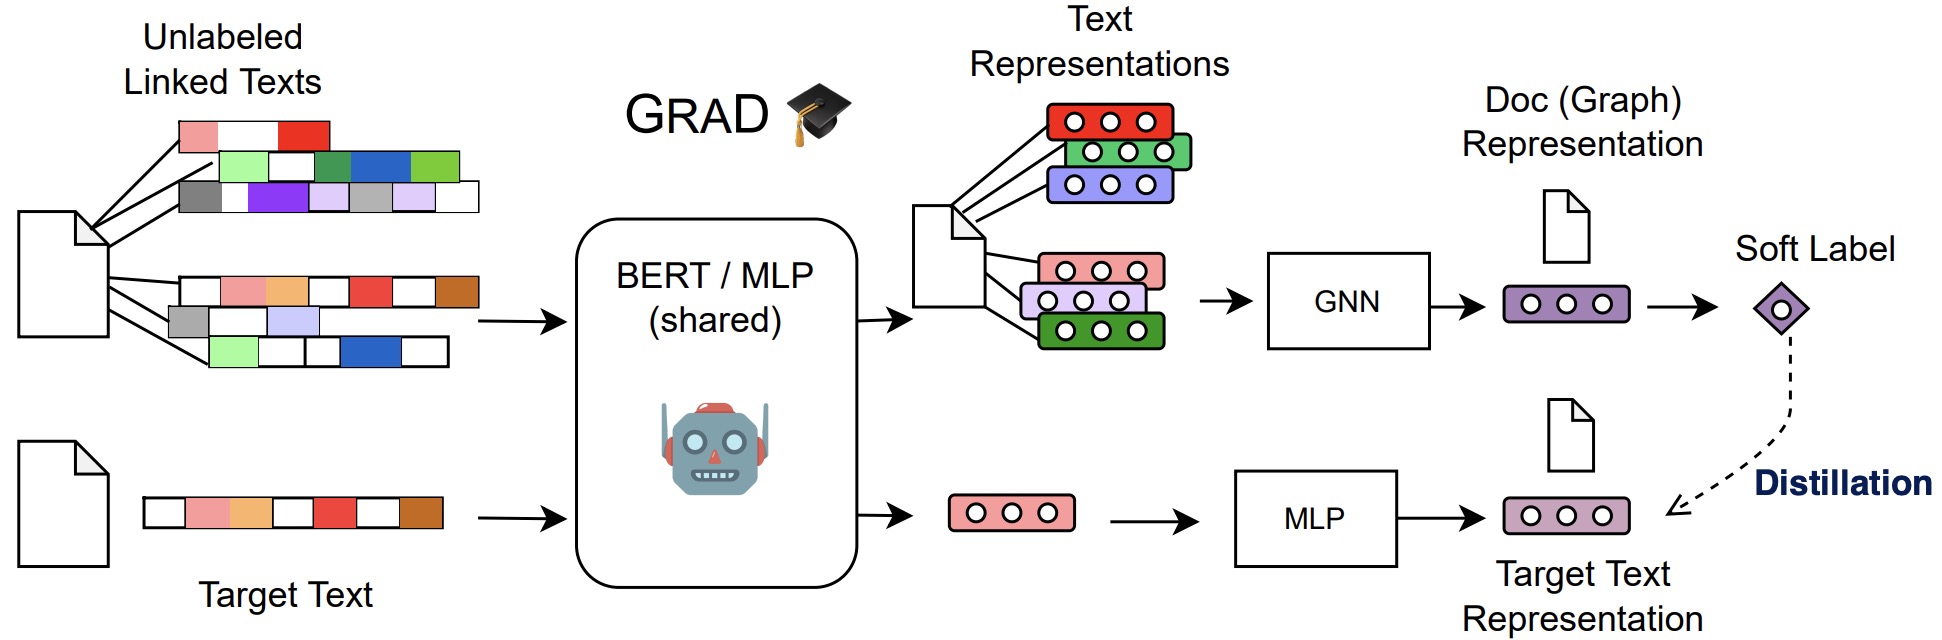 Unlabeled
Linked Texts
GRAD
Text
Representations
Doc (Graph)
Representation
Soft Label
BERT / MLP
(shared)
GNN
Distillation
MLP
Target Text
Target Text
Representation